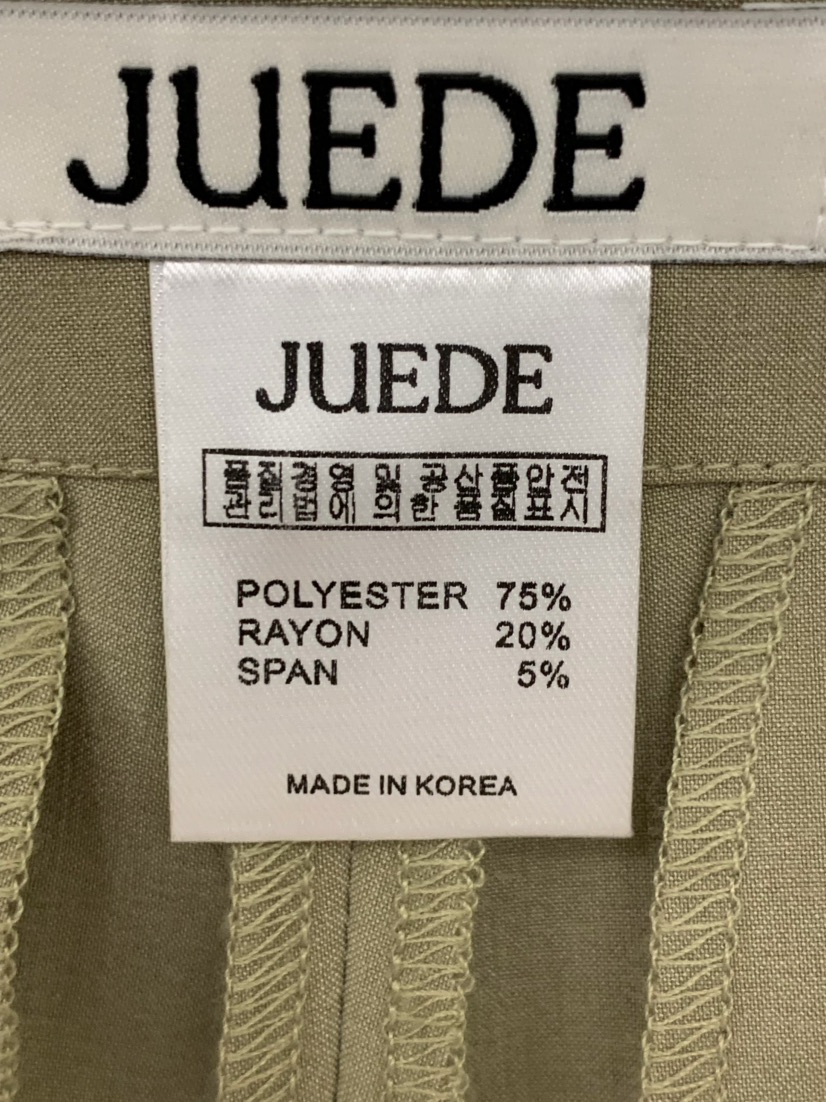 JUEDE
JUEDE
품질경영 및 공산품안전
관리법에 의한 품질표시
POLYESTER 75%
RAYON 20%
SPAN 5%
MADE IN KOREA